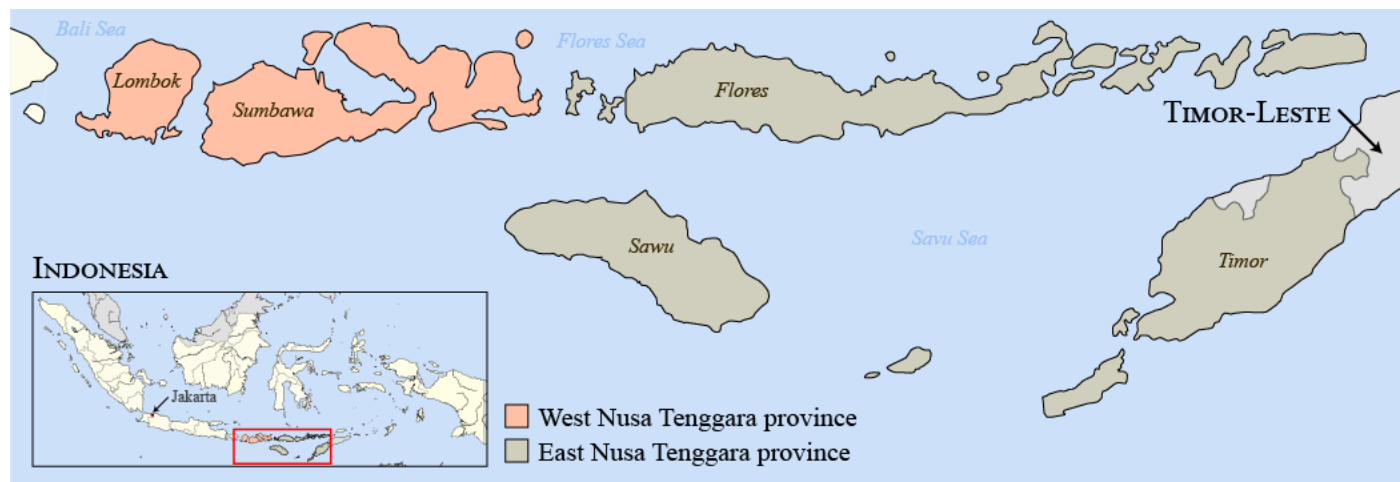 Bali Sea
Flores Sea
Lombok
Sumbawa
Flores
TIMOR-LESTE
Sawu
Savu Sea
Timor
INDONESIA
Jakarta
West Nusa Tenggara province
East Nusa Tenggara province